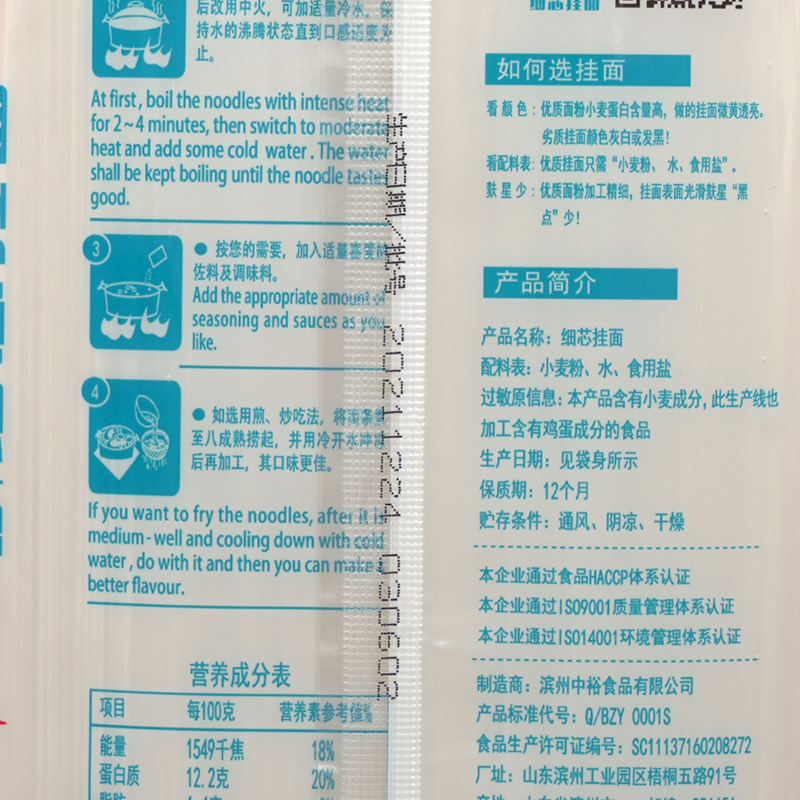 后改用中火，可加适量冷水，保
持水的沸腾状态直到口感适度为
止。
At first, boil the noodles with intense heat
for 2~4 minutes, then switch to moderate
heat and add some cold water. The water
shall be kept boiling until the noodle tastes
good.
3
● 按您的需要，加入适量喜爱的
佐料及调味料。
Add the appropriate amount of
seasoning and sauces as you
like.
4
● 如选用煎、炒吃法，将面条煮
至八成熟捞起，并用冷开水冲凉
后再加工，其口味更佳。
If you want to fry the noodles, after it is
medium-well and cooling down with cold
water, do with it and then you can make a
better flavour.
营养成分表
项目 每100克 营养素参考值%
能量 1549千焦 18%
蛋白质 12.2克 20%
生产日期/批号 20211224 030602
细芯挂面
如何选挂面
看颜色：优质面粉小麦蛋白含量高，做的挂面微黄透亮。
劣质挂面颜色灰白或发黑！
看配料表：优质挂面只需“小麦粉、水、食用盐”。
麸星少：优质面粉加工精细，挂面表面光滑麸星“黑
点”少！
产品简介
产品名称：细芯挂面
配料表：小麦粉、水、食用盐
过敏原信息：本产品含有小麦成分，此生产线也
加工含有鸡蛋成分的食品
生产日期：见袋身所示
保质期：12个月
贮存条件：通风、阴凉、干燥
本企业通过食品HACCP体系认证
本企业通过ISO9001质量管理体系认证
本企业通过ISO14001环境管理体系认证
制造商：滨州中裕食品有限公司
产品标准代号：Q/BZY 0001S
食品生产许可证编号：SC11137160208272
厂址：山东滨州工业园区梧桐五路91号